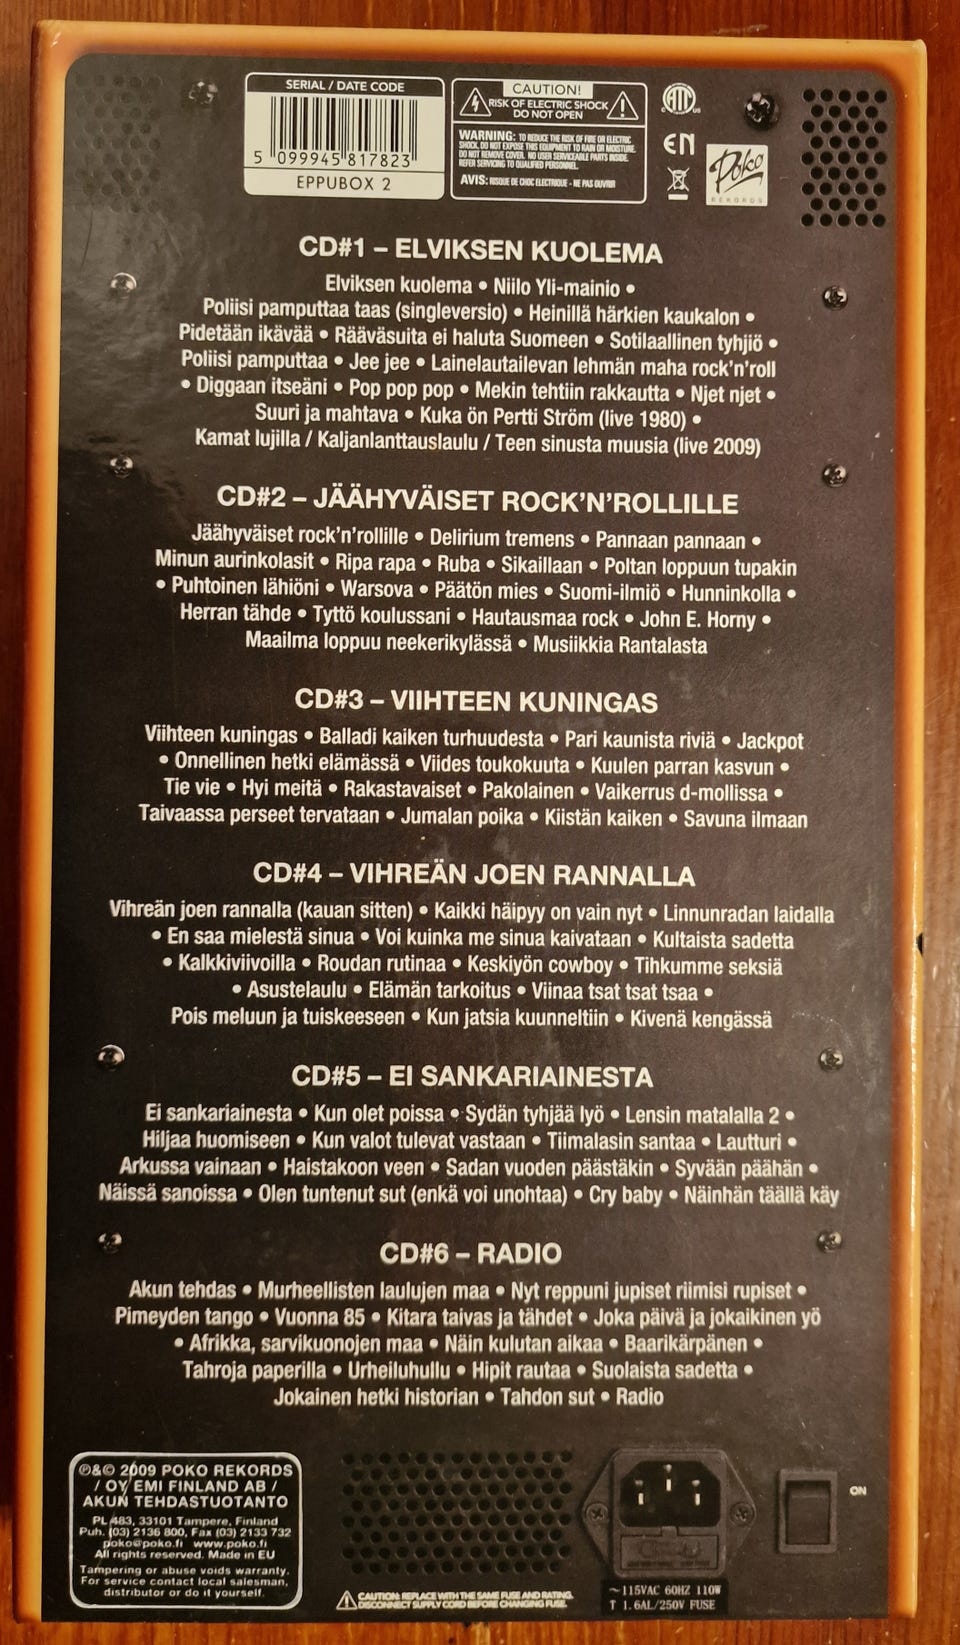 SERIAL / DATE CODE
5 099945 817823
EPPUBOX 2
CAUTION!
RISK OF ELECTRIC SHOCK
DO NOT OPEN
WARNING: TO REDUCE THE RISK OF FIRE OR ELECTRIC
SHOCK, DO NOT EXPOSE THIS EQUIPMENT TO RAIN OR MOISTURE.
DO NOT REMOVE COVER. NO USER SERVICEABLE PARTS INSIDE.
REFER SERVICING TO QUALIFIED PERSONNEL.
AVIS: RISQUE DE CHOC ELECTRIQUE - NE PAS OUVRIR
Poko
RECORDS
CD#1 – ELVIKSEN KUOLEMA
Elviksen kuolema • Niilo Yli-mainio •
Poliisi pamputtaa taas (singleversio) • Heinillä härkien kaukalon •
Pidetään ikävää • Rääväsuita ei haluta Suomeen • Sotilaallinen tyhjiö •
Poliisi pamputtaa • Jee jee • Lainelautailevan lehmän maha rock'n'roll
• Diggaan itseäni • Pop pop pop • Mekin tehtiin rakkautta • Njet njet •
Suuri ja mahtava • Kuka ön Pertti Ström (live 1980) •
Kamat lujilla / Kaljanlanttauslaulu / Teen sinusta muusia (live 2009)
CD#2 – JÄÄHYVÄISET ROCK'N'ROLLILLE
Jäähyväiset rock'n'rollille • Delirium tremens • Pannaan pannaan •
Minun aurinkolasit • Ripa rapa • Ruba • Sikaillaan • Poltan loppuun tupakin
• Puhtoinen lähiöni • Warsova • Päätön mies • Suomi-ilmiö • Hunninkolla •
Herran tähde • Tyttö koulussani • Hautausmaa rock • John E. Horny •
Maailma loppuu neekerikylässä • Musiikkia Rantalasta
CD#3 – VIIHTEEN KUNINGAS
Viihteen kuningas • Balladi kaiken turhuudesta • Pari kaunista riviä • Jackpot
• Onnellinen hetki elämässä • Viides toukokuuta • Kuulen parran kasvun •
Tie vie • Hyi meitä • Rakastavaiset • Pakolainen • Vaikerrus d-mollissa •
Taivaassa perseet tervataan • Jumalan poika • Kiistän kaiken • Savuna ilmaan
CD#4 – VIHREÄN JOEN RANNALLA
Vihreän joen rannalla (kauan sitten) • Kaikki häipyy on vain nyt • Linnunradan laidalla
• En saa mielestä sinua • Voi kuinka me sinua kaivataan • Kultaista sadetta
• Kalkkiviivoilla • Roudan rutinaa • Keskiyön cowboy • Tihkumme seksiä
• Asustelaulu • Elämän tarkoitus • Viinaa tsat tsat tsaa •
Pois meluun ja tuiskeeseen • Kun jatsia kuunneltiin • Kivenä kengässä
CD#5 – EI SANKARIAINESTA
Ei sankariainesta • Kun olet poissa • Sydän tyhjää lyö • Lensin matalalla 2 •
Hiljaa huomiseen • Kun valot tulevat vastaan • Tiimalasin santaa • Lautturi •
Arkussa vainaan • Haistakoon veen • Sadan vuoden päästäkin • Syvään päähän •
Näissä sanoissa • Olen tuntenut sut (enkä voi unohtaa) • Cry baby • Näinhän täällä käy
CD#6 – RADIO
Akun tehdas • Murheellisten laulujen maa • Nyt reppuni jupiset riimisi rupiset •
Pimeyden tango • Vuonna 85 • Kitara taivas ja tähdet • Joka päivä ja jokaikinen yö
• Afrikka, sarvikuonojen maa • Näin kulutan aikaa • Baarikärpänen •
Tahroja paperilla • Urheiluhullu • Hipit rautaa • Suolaista sadetta •
Jokainen hetki historian • Tahdon sut • Radio
℗&© 2009 POKO REKORDS
/ OY EMI FINLAND AB /
AKUN TEHDASTUOTANTO
PL 483, 33101 Tampere, Finland
Puh. (03) 2136 800, Fax (03) 2133 732
poko@poko.fi www.poko.fi
All rights reserved. Made in EU
Tampering or abuse voids warranty.
For service contact local salesman,
distributor or do it yourself.
CAUTION: REPLACE WITH THE SAME FUSE AND RATING.
DISCONNECT SUPPLY CORD BEFORE CHANGING FUSE.
~115VAC 60HZ 110W
T 1.6AL/250V FUSE
ON